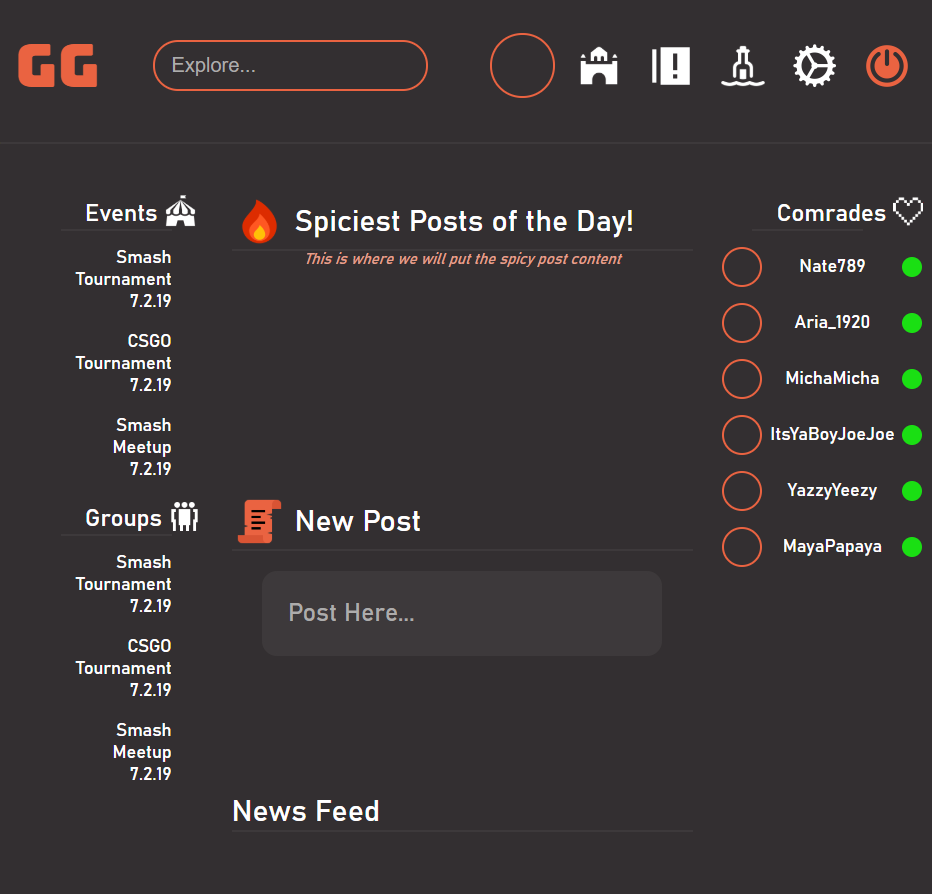 GG
Explore...
Events
Smash
Tournament
7.2.19
CSGO
Tournament
7.2.19
Smash
Meetup
7.2.19
Groups
Smash
Tournament
7.2.19
CSGO
Tournament
7.2.19
Smash
Meetup
7.2.19
Spiciest Posts of the Day!
This is where we will put the spicy post content
New Post
Post Here...
News Feed
Comrades
Nate789
Aria_1920
MichaMicha
ItsYaBoyJoeJoe
YazzyYeezy
MayaPapaya